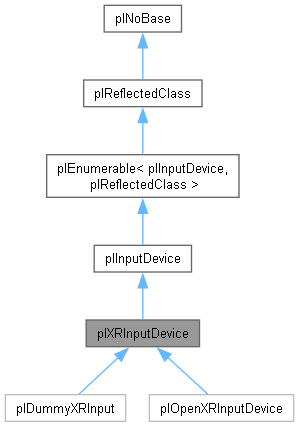 plNoBase
plReflectedClass
plEnumerable< plInputDevice,
plReflectedClass >
plInputDevice
plXRInputDevice
plDummyXRInput
plOpenXRInputDevice